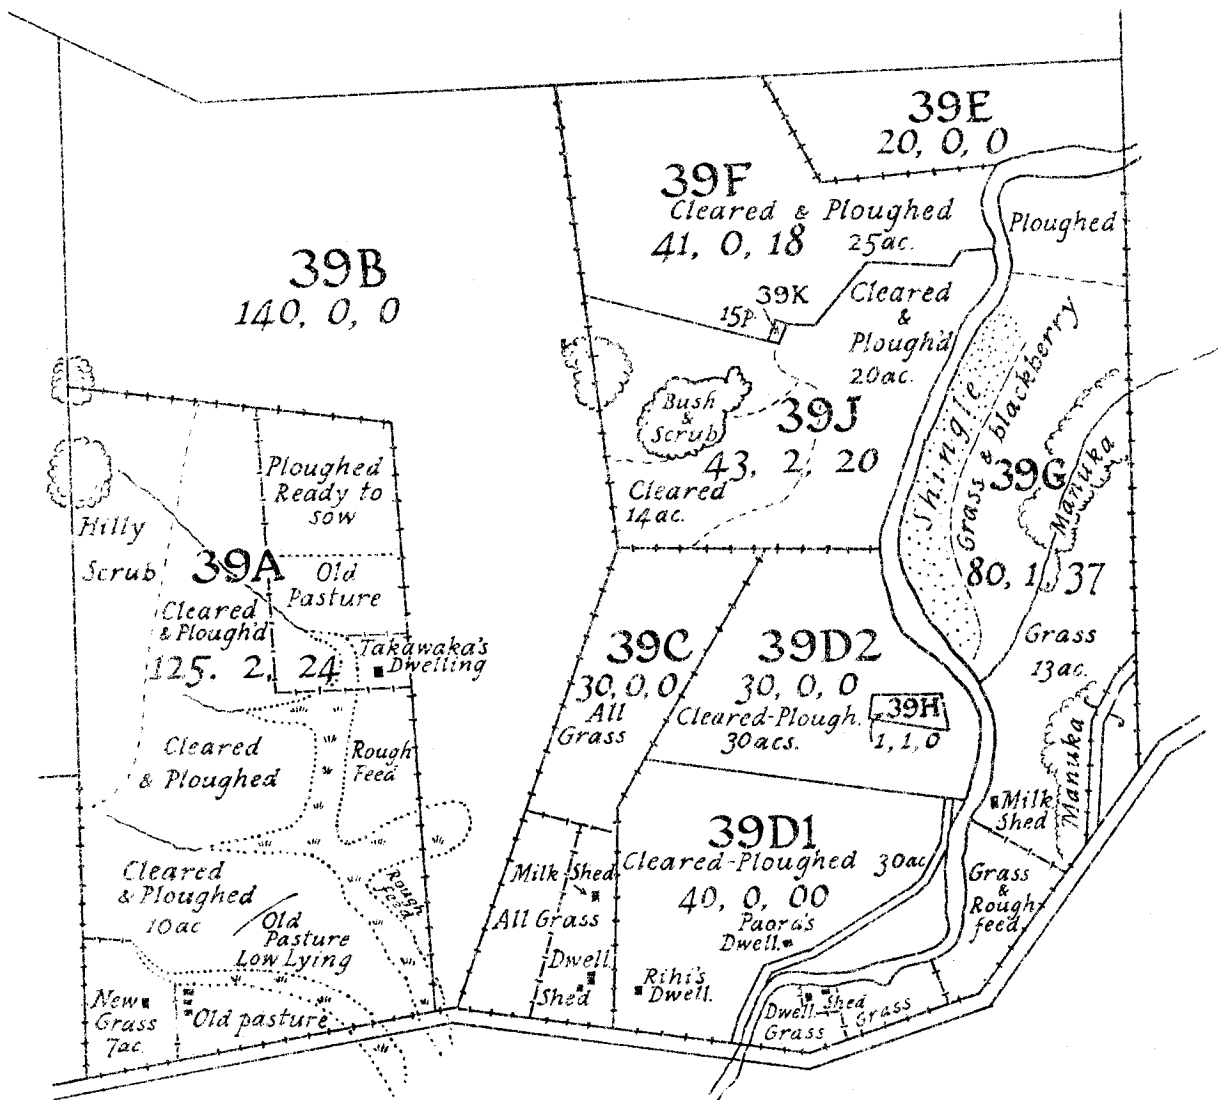 39E
20, 0, 0
39F
Cleared & Ploughed
41, 0, 18
25ac.
Ploughed
39B
140, 0, 0
39K
15p.
Cleared
&
Plough'd
20ac.
Bush
&
Scrub
39J
43, 2, 20
Cleared
14ac.
Shingle
Grass & blackberry
39G
Manuka
80, 1, 37
Grass
13ac.
Manuka
Ploughed
Ready to
sow
Hilly
Scrub
39A
Old
Pasture
Cleared
& Plough'd
125. 2, 24
Takawaka's
Dwelling
Cleared
& Ploughed
Rough
Feed
39C
30,0,0
All
Grass
39D2
30, 0, 0
Cleared-Plough.
30acs.
39H
1, 1, 0
Milk
Shed
39D1
Cleared-Ploughed 30ac
40, 0, 00
Paora's
Dwell.
Milk Shed
All Grass
Dwell
Shed
Rihi's
Dwell.
Grass
&
Rough
feed
Cleared
& Ploughed
10ac
Rough
feed
Old
Pasture
Low Lying
New
Grass
7ac.
Old pasture
Dwell
Shed
Grass
Grass